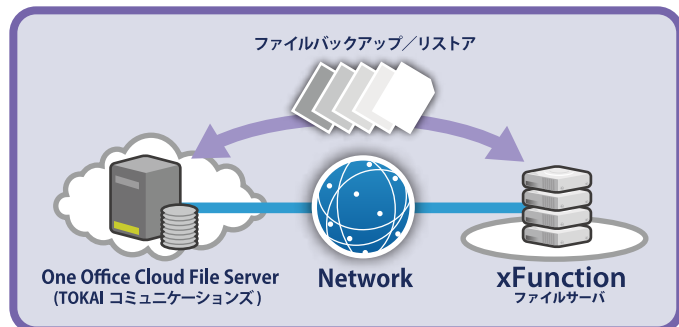 ファイルバックアップ／リストア
One Office Cloud File Server
(TOKAI コミュニケーションズ)
Network
xFunction
ファイルサーバ